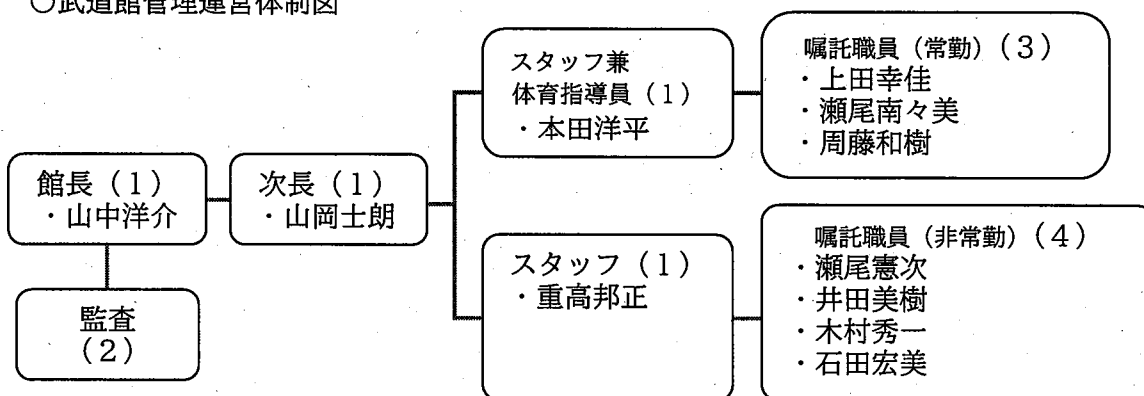 ○武道館管理運営体制図
館長（1）
・山中洋介
監査
（2）
次長（1）
・山岡士朗
スタッフ兼
体育指導員（1）
・本田洋平
スタッフ（1）
・重高邦正
嘱託職員（常勤）（3）
・上田幸佳
・瀬尾南々美
・周藤和樹
嘱託職員（非常勤）（4）
・瀬尾憲次
・井田美樹
・木村秀一
・石田宏美